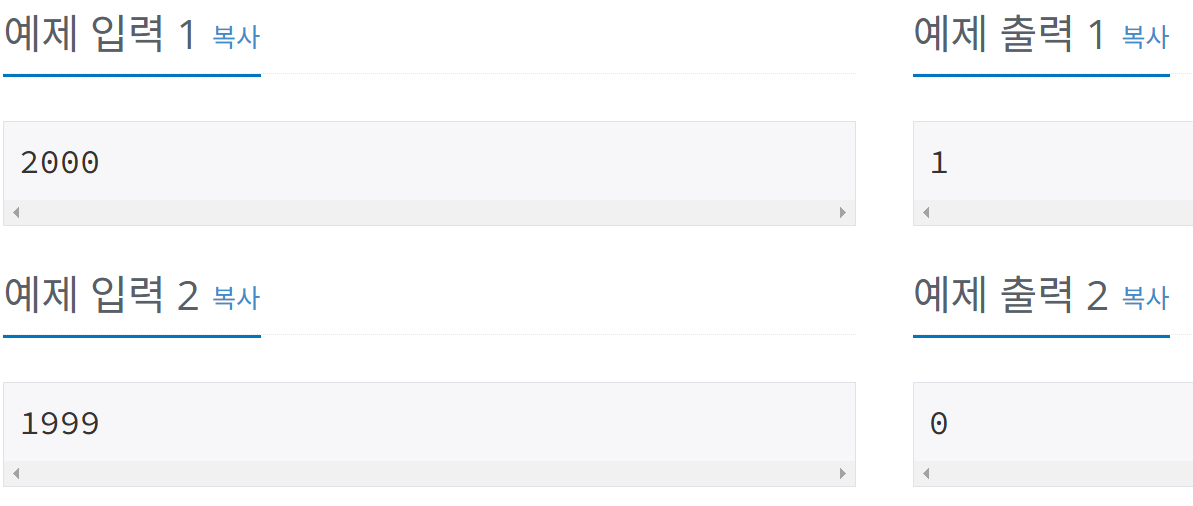 예제 입력 1 복사
예제 출력 1 복사
2000
1
예제 입력 2 복사
예제 출력 2 복사
1999
0